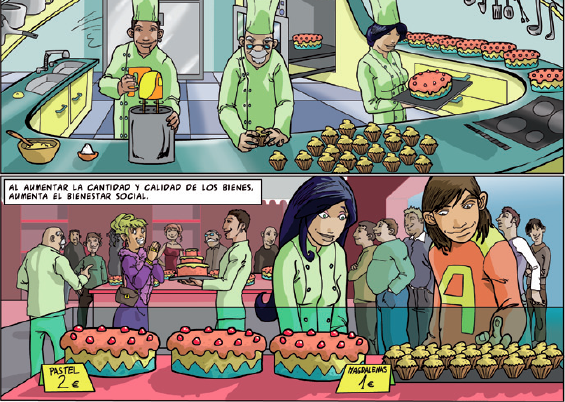 AL AUMENTAR LA CANTIDAD Y CALIDAD DE LOS BIENES,
AUMENTA EL BIENESTAR SOCIAL.
PASTEL
2 €
MAGDALENAS
1 €